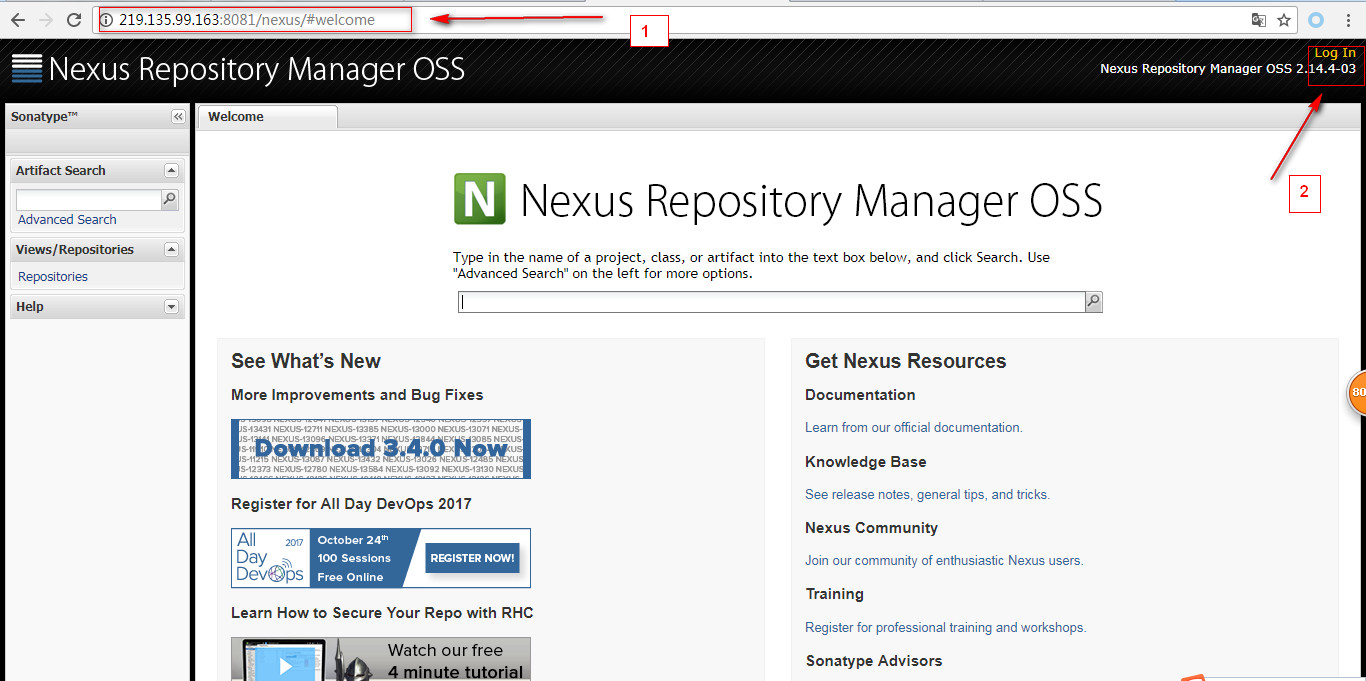 219.135.99.163:8081/nexus/#welcome
1
Nexus Repository Manager OSS
Log In
Nexus Repository Manager OSS 2.14.4-03
Sonatype™
Welcome
2
Artifact Search
Advanced Search
Views/Repositories
Repositories
Help
N Nexus Repository Manager OSS
Type in the name of a project, class, or artifact into the text box below, and click Search. Use
"Advanced Search" on the left for more options.
80
See What's New
More Improvements and Bug Fixes
Download 3.4.0 Now
Register for All Day DevOps 2017
All
Day
DevOps
2017
October 24th
100 Sessions
Free Online
REGISTER NOW!
Learn How to Secure Your Repo with RHC
Watch our free
4 minute tutorial
Get Nexus Resources
Documentation
Learn from our official documentation.
Knowledge Base
See release notes, general tips, and tricks.
Nexus Community
Join our community of enthusiastic Nexus users.
Training
Register for professional training and workshops.
Sonatype Advisors